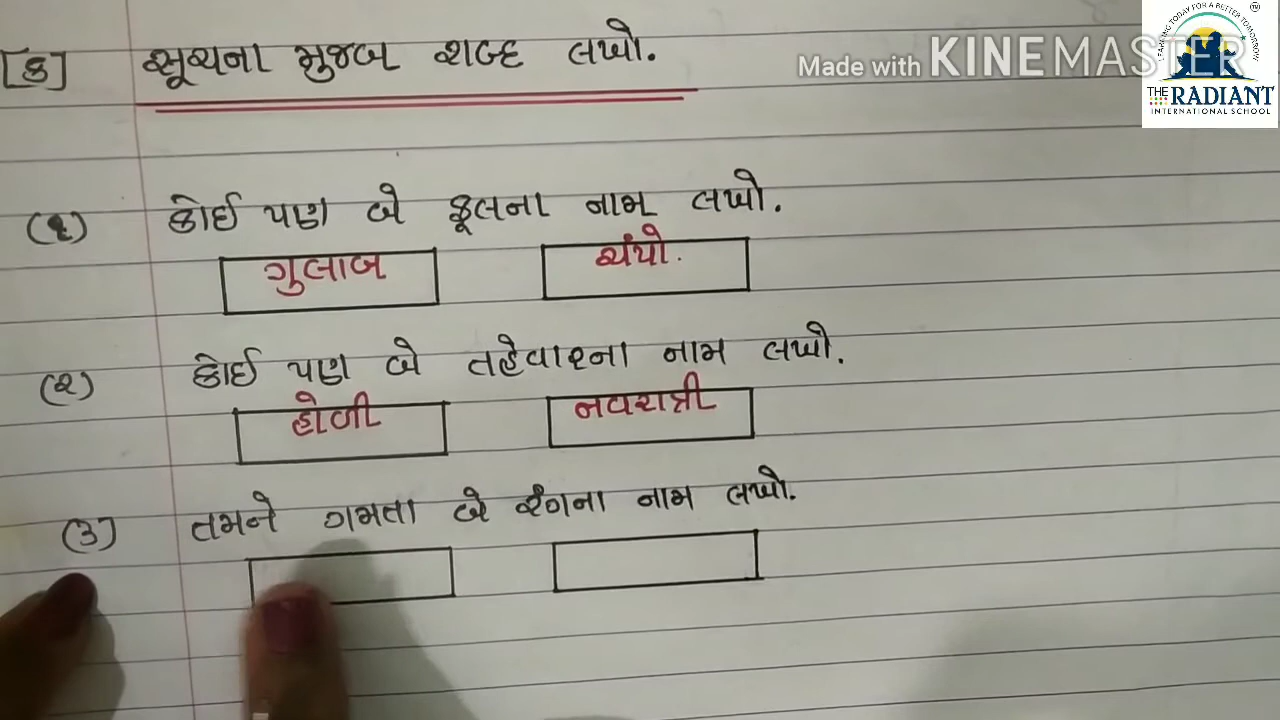 [ક] સૂચના મુજબ શબ્દ લખો.
Made with KINEMASTER
THE RADIANT
INTERNATIONAL SCHOOL
(૧) કોઈ પણ બે ફૂલના નામ લખો.
ગુલાબ ચંપો.
(૨) કોઈ પણ બે તહેવારના નામ લખો.
હોળી નવરાત્રી
(૩) તમને ગમતા બે રંગના નામ લખો.